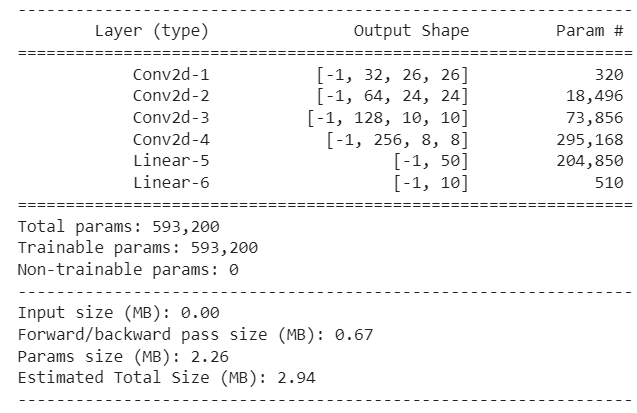 ----------------------------------------------------------------
Layer (type) Output Shape Param #
================================================================
Conv2d-1 [-1, 32, 26, 26] 320
Conv2d-2 [-1, 64, 24, 24] 18,496
Conv2d-3 [-1, 128, 10, 10] 73,856
Conv2d-4 [-1, 256, 8, 8] 295,168
Linear-5 [-1, 50] 204,850
Linear-6 [-1, 10] 510
================================================================
Total params: 593,200
Trainable params: 593,200
Non-trainable params: 0
----------------------------------------------------------------
Input size (MB): 0.00
Forward/backward pass size (MB): 0.67
Params size (MB): 2.26
Estimated Total Size (MB): 2.94
----------------------------------------------------------------